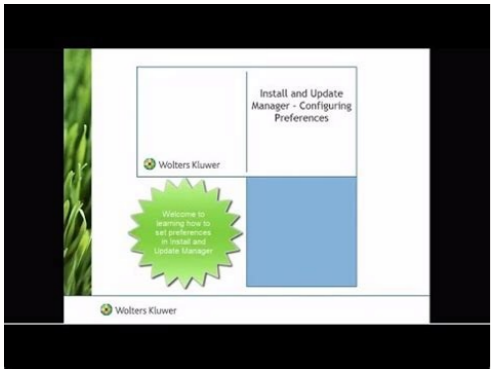 Install and Update
Manager - Configuring
Preferences
Wolters Kluwer
Welcome to
learning how to
set preferences
in Install and
Update Manager
Wolters Kluwer